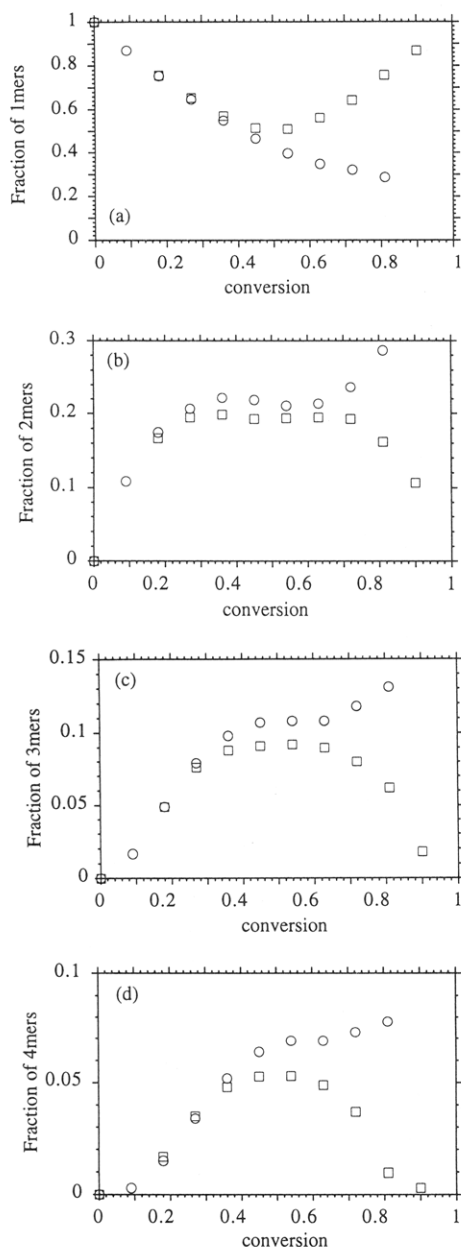 1
0.8
0.6
0.4
0.2
0
Fraction of 1mers
(a)
0 0.2 0.4 0.6 0.8 1
conversion
0.3
0.2
0.1
0
Fraction of 2mers
(b)
0 0.2 0.4 0.6 0.8 1
conversion
0.15
0.1
0.05
0
Fraction of 3mers
(c)
0 0.2 0.4 0.6 0.8 1
conversion
0.1
0.05
0
Fraction of 4mers
(d)
0 0.2 0.4 0.6 0.8 1
conversion